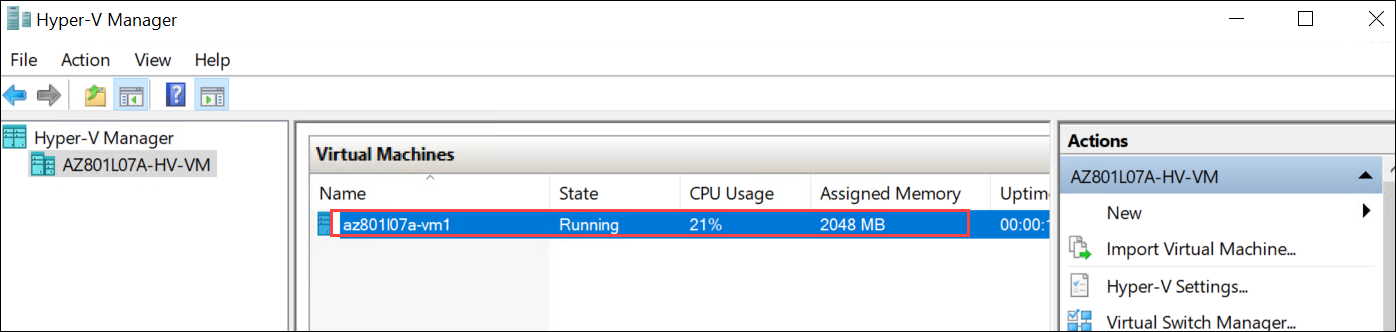 Hyper-V Manager
File Action View Help
Hyper-V Manager
AZ801L07A-HV-VM
Virtual Machines
Name State CPU Usage Assigned Memory Uptim
az801l07a-vm1 Running 21% 2048 MB 00:00:1
Actions
AZ801L07A-HV-VM
New
Import Virtual Machine...
Hyper-V Settings...
Virtual Switch Manager...